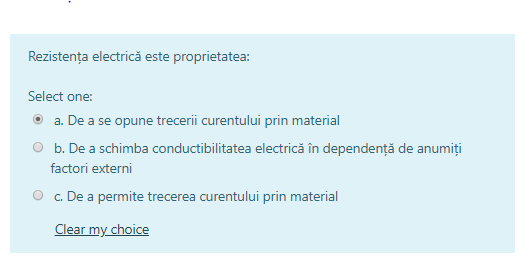 Rezistența electrică este proprietatea:
Select one:
a. De a se opune trecerii curentului prin material
b. De a schimba conductibilitatea electrică în dependență de anumiți
factori externi
c. De a permite trecerea curentului prin material
Clear my choice